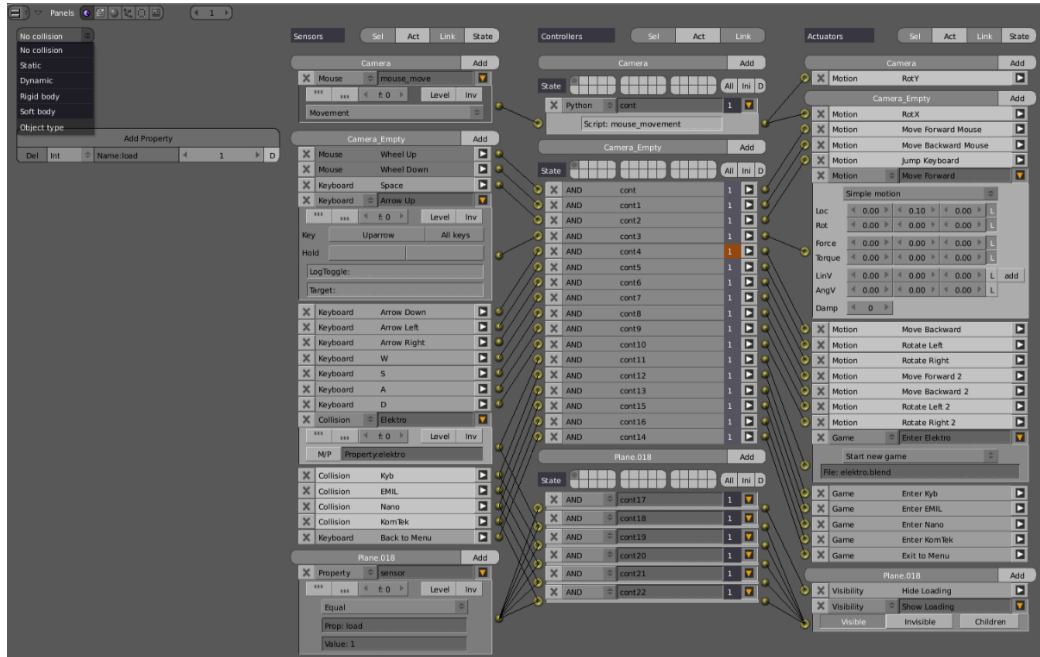 Panels 1
No collision
No collision
Static
Dynamic
Rigid body
Soft body
Object type
Add Property
Del Int Name:load 1 D
Sensors Sel Act Link State
Camera Add
X Mouse mouse_move
f: 0 Level Inv
Movement
Camera_Empty Add
X Mouse Wheel Up
X Mouse Wheel Down
X Keyboard Space
X Keyboard Arrow Up
f: 0 Level Inv
Key Uparrow All keys
Hold
LogToggle:
Target:
X Keyboard Arrow Down
X Keyboard Arrow Left
X Keyboard Arrow Right
X Keyboard W
X Keyboard S
X Keyboard A
X Keyboard D
X Collision Elektro
f: 0 Level Inv
M/P Property:elektro
X Collision Kyb
X Collision EMIL
X Collision Nano
X Collision KomTek
X Keyboard Back to Menu
Plane.018 Add
X Property sensor
f: 0 Level Inv
Equal
Prop: load
Value: 1
Controllers Sel Act Link
Camera Add
State All Ini D
X Python cont 1
Script: mouse_movement
Camera_Empty Add
State All Ini D
X AND cont 1
X AND cont1 1
X AND cont2 1
X AND cont3 1
X AND cont4 1
X AND cont5 1
X AND cont6 1
X AND cont7 1
X AND cont8 1
X AND cont9 1
X AND cont10 1
X AND cont11 1
X AND cont12 1
X AND cont13 1
X AND cont15 1
X AND cont16 1
X AND cont14 1
Plane.018 Add
State All Ini D
X AND cont17 1
X AND cont18 1
X AND cont19 1
X AND cont20 1
X AND cont21 1
X AND cont22 1
Actuators Sel Act Link State
Camera Add
X Motion RotY
Camera_Empty Add
X Motion RotX
X Motion Move Forward Mouse
X Motion Move Backward Mouse
X Motion Jump Keyboard
X Motion Move Forward
Simple motion
Loc 0.00 0.10 0.00 L
Rot 0.00 0.00 0.00 L
Force 0.00 0.00 0.00 L
Torque 0.00 0.00 0.00 L
LinV 0.00 0.00 0.00 L add
AngV 0.00 0.00 0.00 L
Damp 0
X Motion Move Backward
X Motion Rotate Left
X Motion Rotate Right
X Motion Move Forward 2
X Motion Move Backward 2
X Motion Rotate Left 2
X Motion Rotate Right 2
X Game Enter Elektro
Start new game
File: elektro.blend
X Game Enter Kyb
X Game Enter EMIL
X Game Enter Nano
X Game Enter KomTek
X Game Exit to Menu
Plane.018 Add
X Visibility Hide Loading
X Visibility Show Loading
Visible Invisible Children